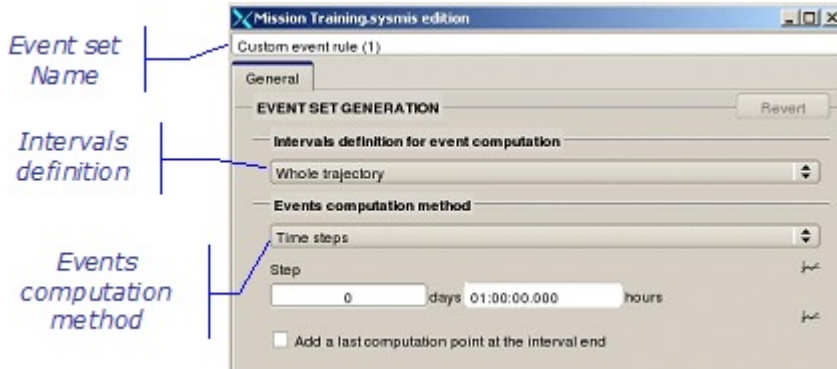 Mission Training.sysmis edition
Event set
Name
Custom event rule (1)
General
EVENT SET GENERATION
Revert
Intervals definition for event computation
Intervals
definition
Whole trajectory
Events computation method
Time steps
Events
computation
method
Step
0 days 01:00:00.000 hours
Add a last computation point at the interval end